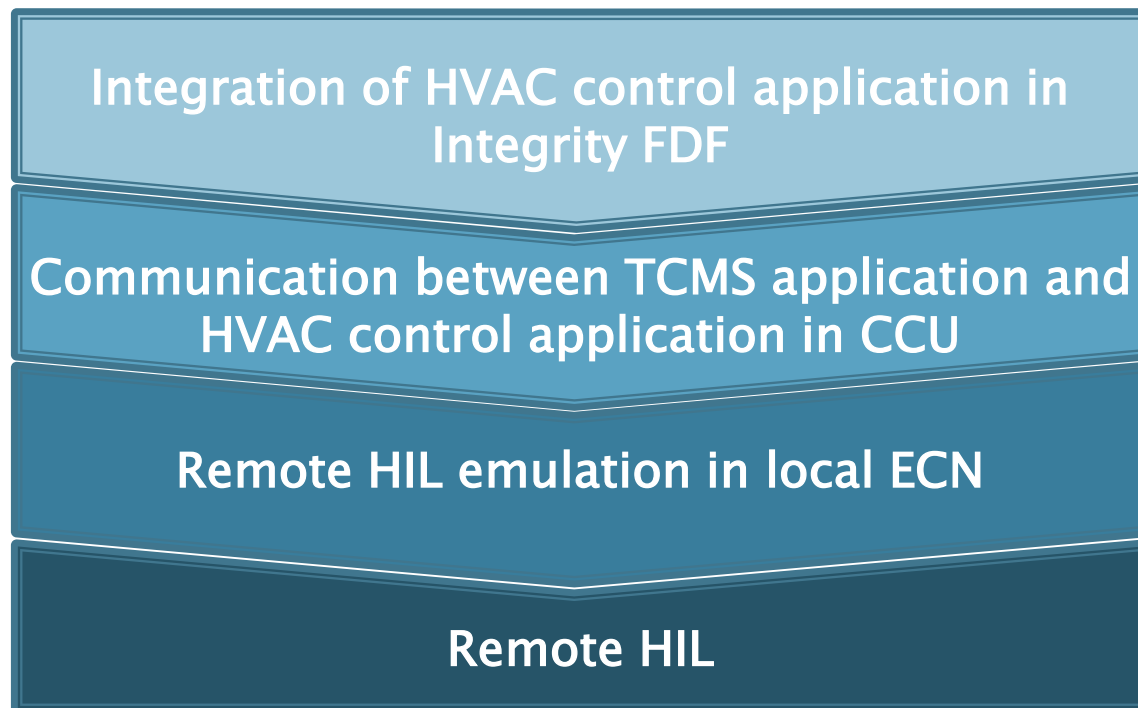 Integration of HVAC control application in
Integrity FDF
Communication between TCMS application and
HVAC control application in CCU
Remote HIL emulation in local ECN
Remote HIL